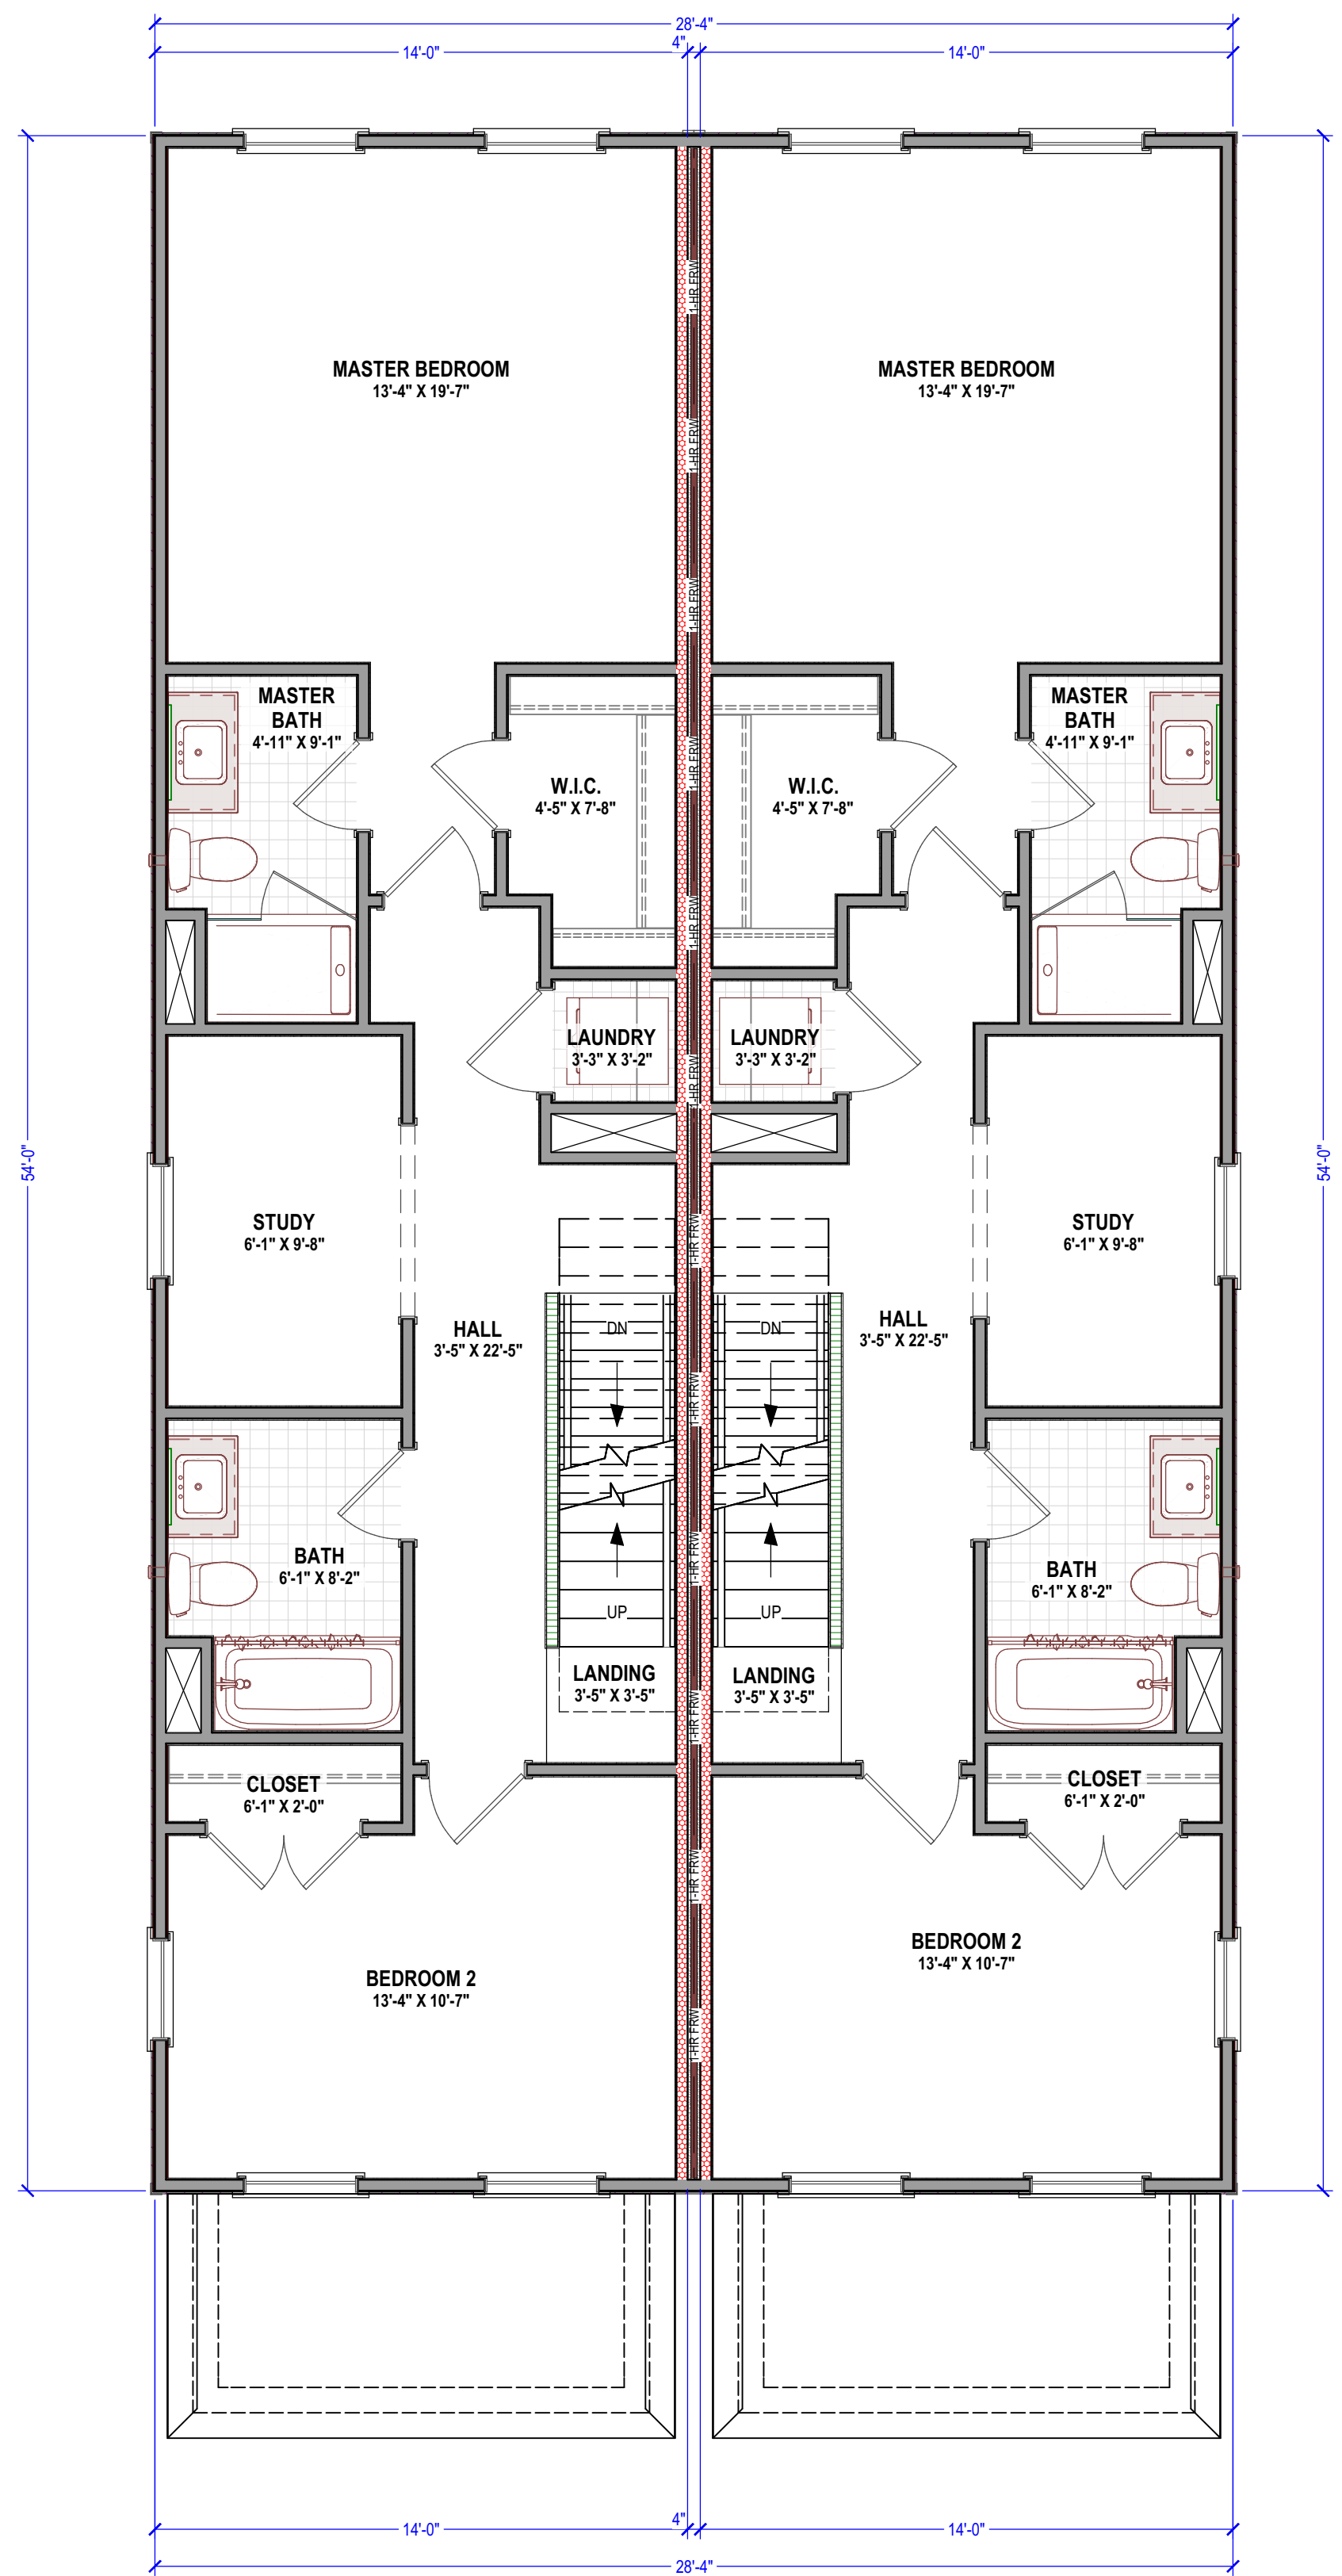 28'-4"
14'-0"
4"
14'-0"
54'-0"
54'-0"
MASTER BEDROOM
13'-4" X 19'-7"
MASTER BEDROOM
13'-4" X 19'-7"
1-HR FRW
1-HR FRW
1-HR FRW
1-HR FRW
1-HR FRW
1-HR FRW
1-HR FRW
1-HR FRW
1-HR FRW
1-HR FRW
1-HR FRW
1-HR FRW
MASTER
BATH
4'-11" X 9'-1"
W.I.C.
4'-5" X 7'-8"
W.I.C.
4'-5" X 7'-8"
MASTER
BATH
4'-11" X 9'-1"
LAUNDRY
3'-3" X 3'-2"
LAUNDRY
3'-3" X 3'-2"
STUDY
6'-1" X 9'-8"
STUDY
6'-1" X 9'-8"
HALL
3'-5" X 22'-5"
DN
DN
HALL
3'-5" X 22'-5"
BATH
6'-1" X 8'-2"
UP
UP
BATH
6'-1" X 8'-2"
LANDING
3'-5" X 3'-5"
LANDING
3'-5" X 3'-5"
CLOSET
6'-1" X 2'-0"
CLOSET
6'-1" X 2'-0"
BEDROOM 2
13'-4" X 10'-7"
BEDROOM 2
13'-4" X 10'-7"
14'-0"
4"
14'-0"
28'-4"